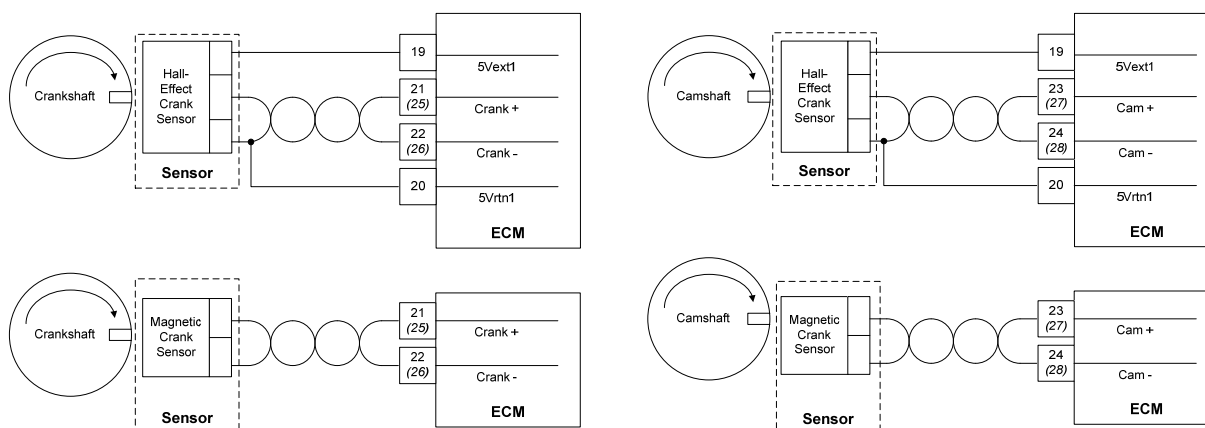 Crankshaft
Hall-
Effect
Crank
Sensor
Sensor
19
5Vext1
21
(25)
Crank +
22
(26)
Crank -
20
5Vrtn1
ECM
Camshaft
Hall-
Effect
Crank
Sensor
Sensor
19
5Vext1
23
(27)
Cam +
24
(28)
Cam -
20
5Vrtn1
ECM
Crankshaft
Magnetic
Crank
Sensor
Sensor
21
(25)
Crank +
22
(26)
Crank -
ECM
Camshaft
Magnetic
Crank
Sensor
Sensor
23
(27)
Cam +
24
(28)
Cam -
ECM